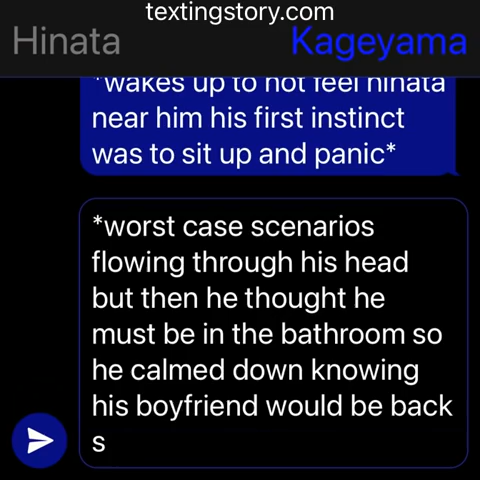 textingstory.com
Hinata
Kageyama
*wakes up to not feel hinata
near him his first instinct
was to sit up and panic*
*worst case scenarios
flowing through his head
but then he thought he
must be in the bathroom so
he calmed down knowing
his boyfriend would be back
s